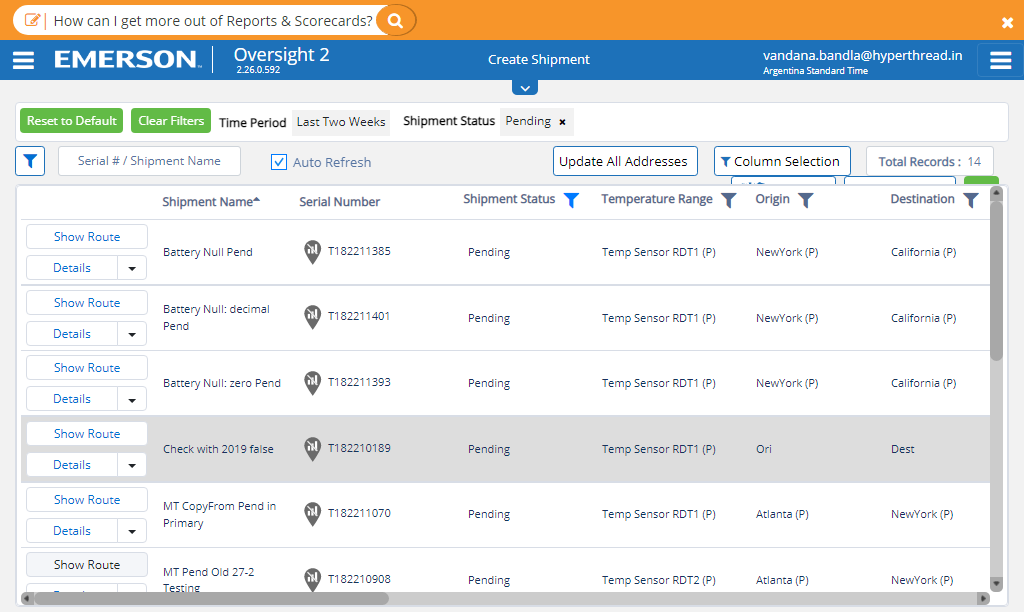 How can I get more out of Reports & Scorecards?
EMERSON. Oversight 2 Create Shipment vandana.bandla@hyperthread.in
2.26.0.592 Argentina Standard Time
Reset to Default Clear Filters Time Period Last Two Weeks Shipment Status Pending ×
Serial # / Shipment Name Auto Refresh Update All Addresses Column Selection Total Records : 14
Shipment Name Serial Number Shipment Status Temperature Range Origin Destination
Show Route
Battery Null Pend T182211385 Pending Temp Sensor RDT1 (P) NewYork (P) California (P)
Details
Show Route
Battery Null: decimal
Pend
T182211401 Pending Temp Sensor RDT1 (P) NewYork (P) California (P)
Details
Show Route
Battery Null: zero Pend T182211393 Pending Temp Sensor RDT1 (P) NewYork (P) California (P)
Details
Show Route
Check with 2019 false T182210189 Pending Temp Sensor RDT1 (P) Ori Dest
Details
Show Route
MT CopyFrom Pend in
Primary
T182211070 Pending Temp Sensor RDT1 (P) Atlanta (P) NewYork (P)
Details
Show Route
MT Pend Old 27-2
Testing
T182210908 Pending Temp Sensor RDT2 (P) Atlanta (P) NewYork (P)